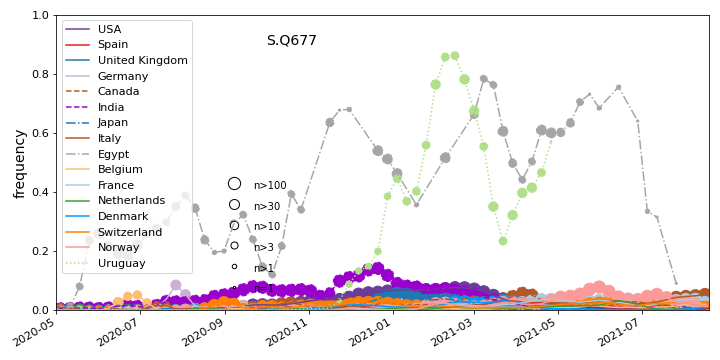 S.Q677
frequency
1.0
0.8
0.6
0.4
0.2
0.0
USA
Spain
United Kingdom
Germany
Canada
India
Japan
Italy
Egypt
Belgium
France
Netherlands
Denmark
Switzerland
Norway
Uruguay
n>100
n>30
n>10
n>3
n>1
n=1
2020-05
2020-07
2020-09
2020-11
2021-01
2021-03
2021-05
2021-07